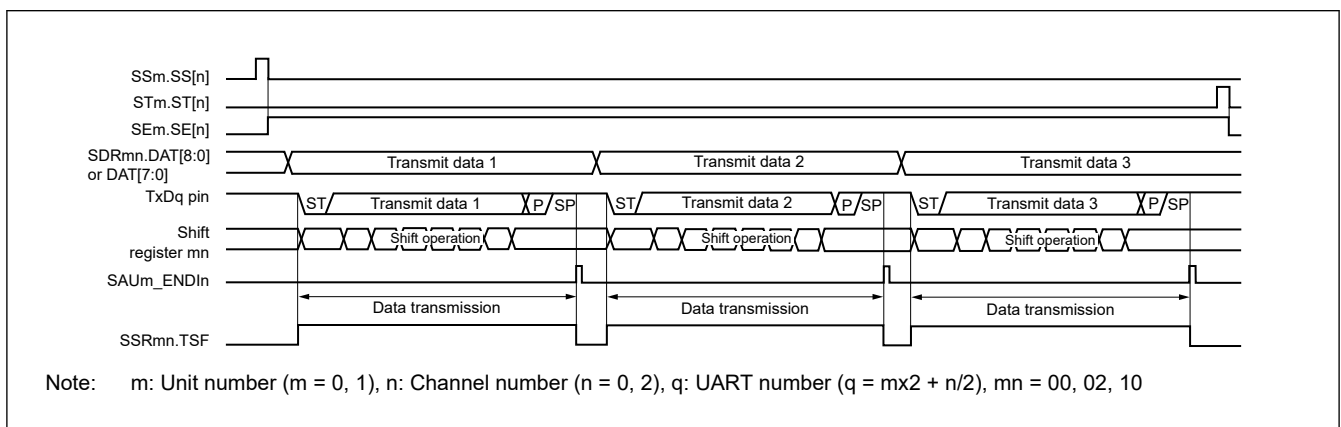 SSm.SS[n]
STm.ST[n]
SEm.SE[n]
SDRmn.DAT[8:0]
or DAT[7:0]
Transmit data 1 Transmit data 2 Transmit data 3
TxDq pin
ST Transmit data 1 P SP ST Transmit data 2 P SP ST Transmit data 3 P SP
Shift
register mn
Shift operation Shift operation Shift operation
SAUm_ENDIn
Data transmission Data transmission Data transmission
SSRmn.TSF
Note: m: Unit number (m = 0, 1), n: Channel number (n = 0, 2), q: UART number (q = mx2 + n/2), mn = 00, 02, 10